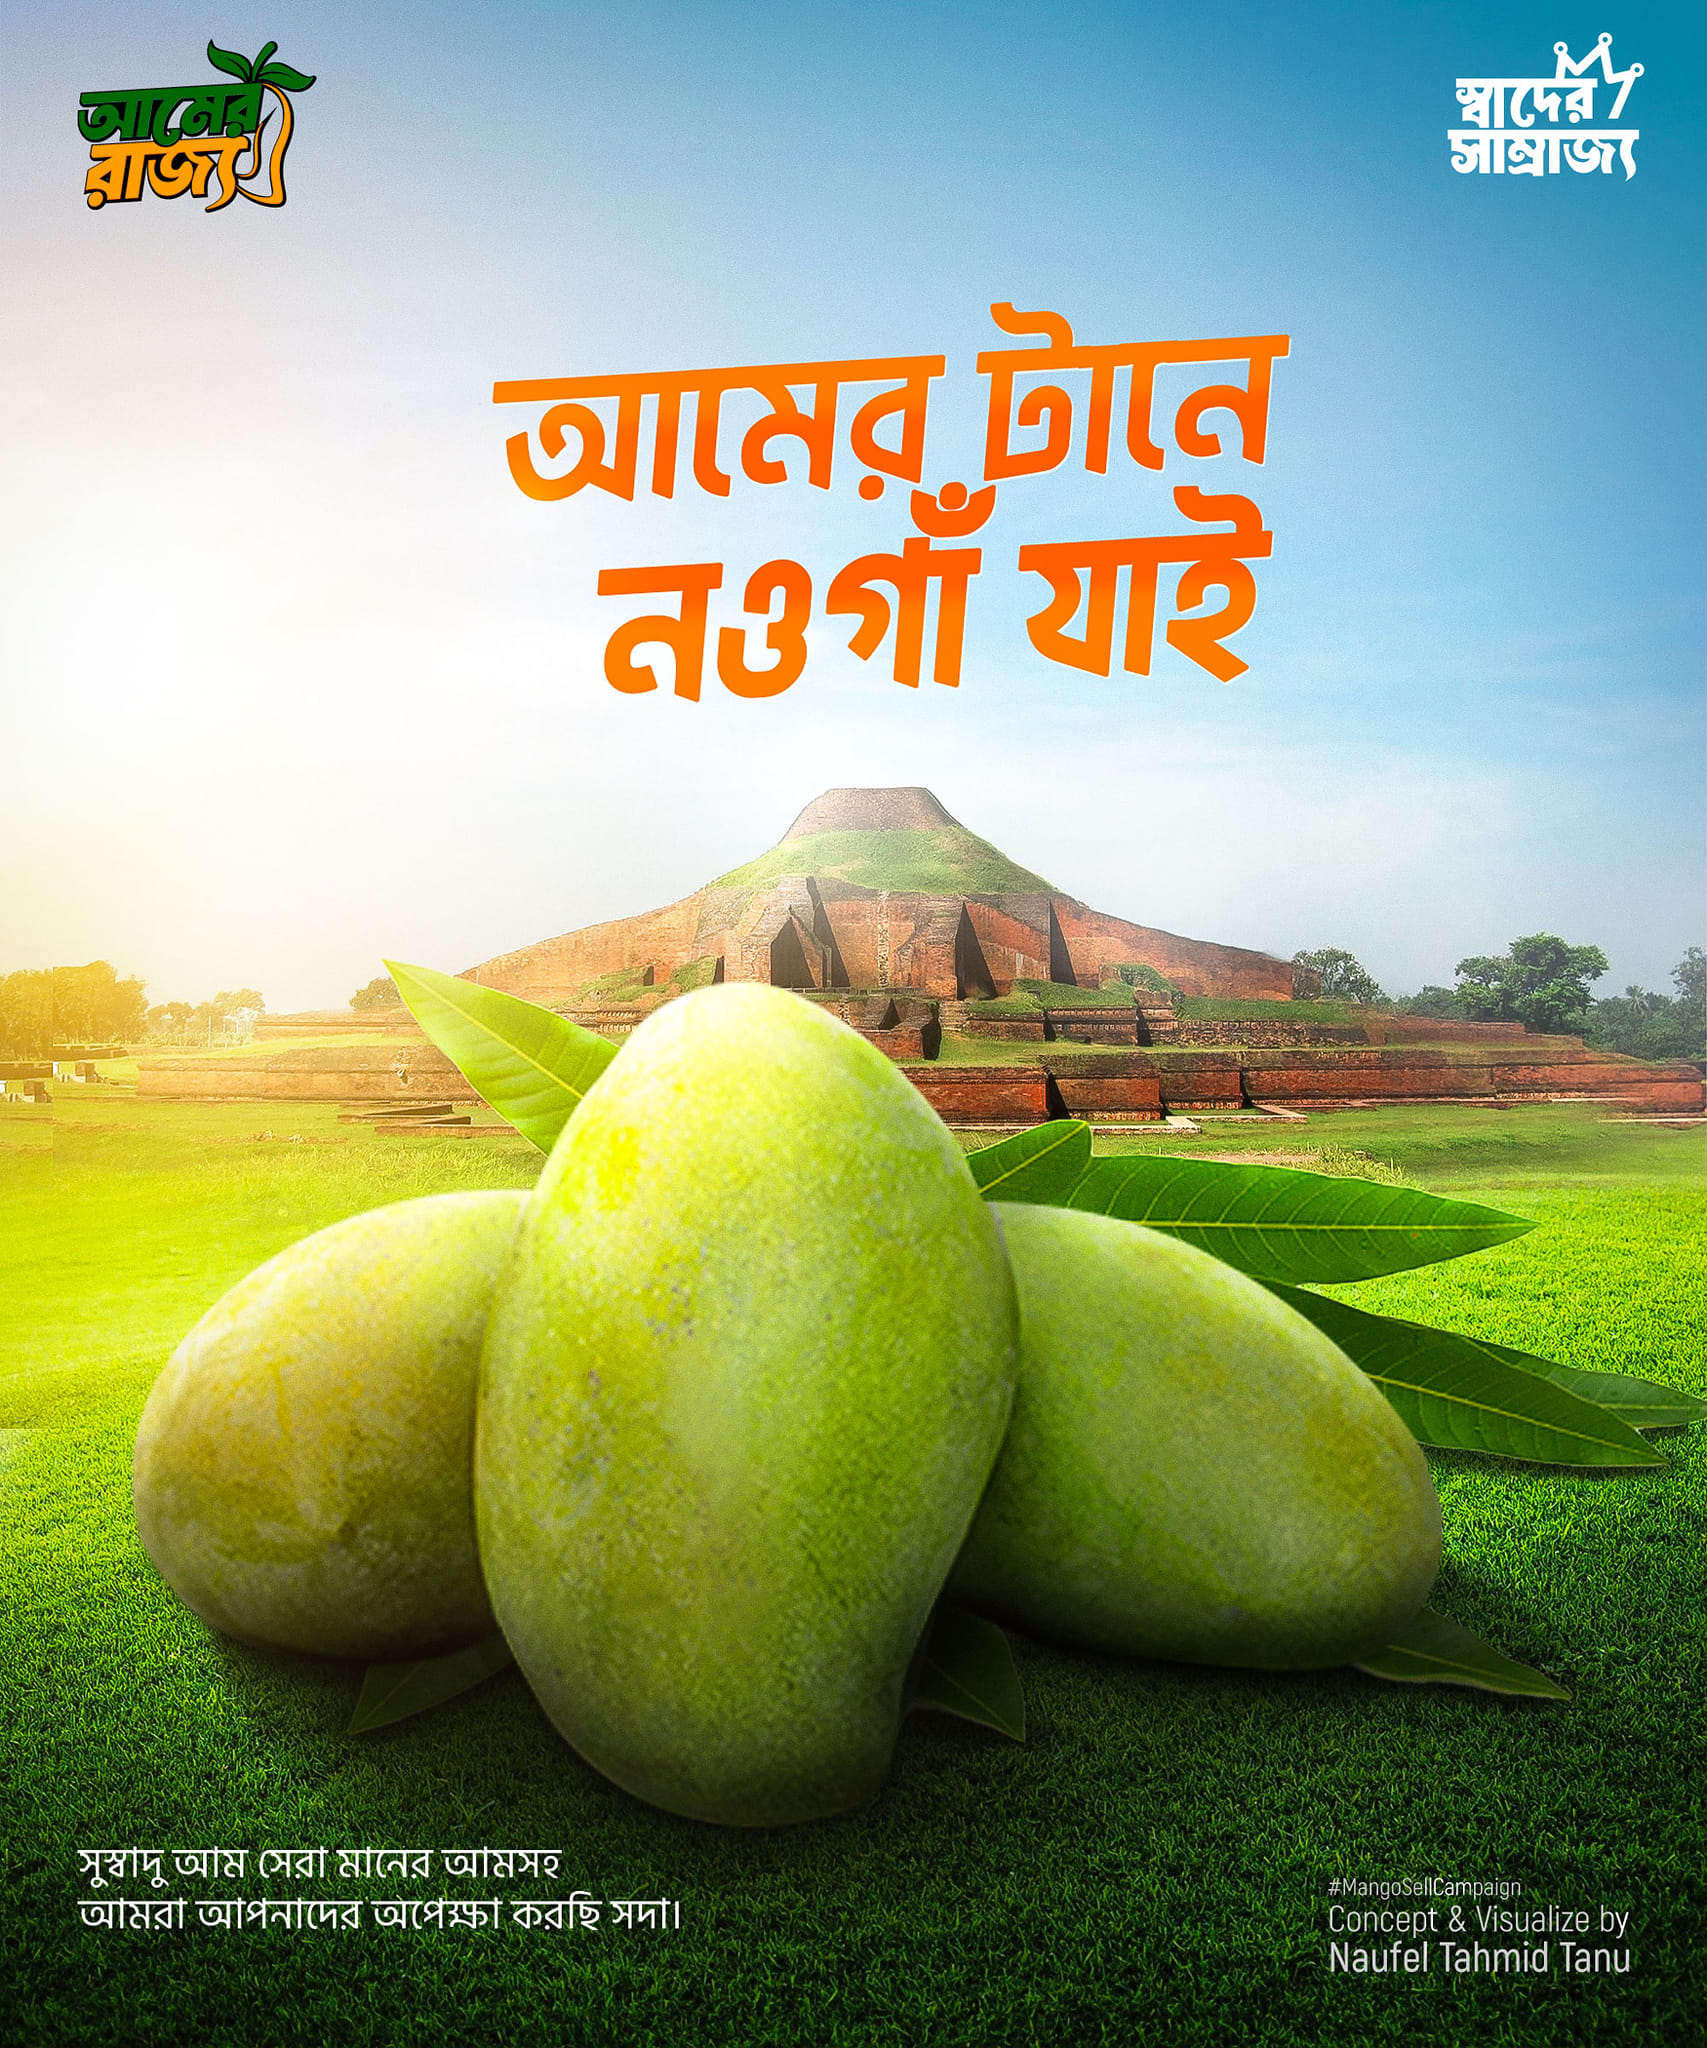 আমের
রাজ্য
স্বাদের
সাম্রাজ্য
আমের টানে
নওগাঁ যাই
সুস্বাদু আম সেরা মানের আমসহ
আমরা আপনাদের অপেক্ষা করছি সদা।
#MangoSellCampaign
Concept & Visualize by
Naufel Tahmid Tanu